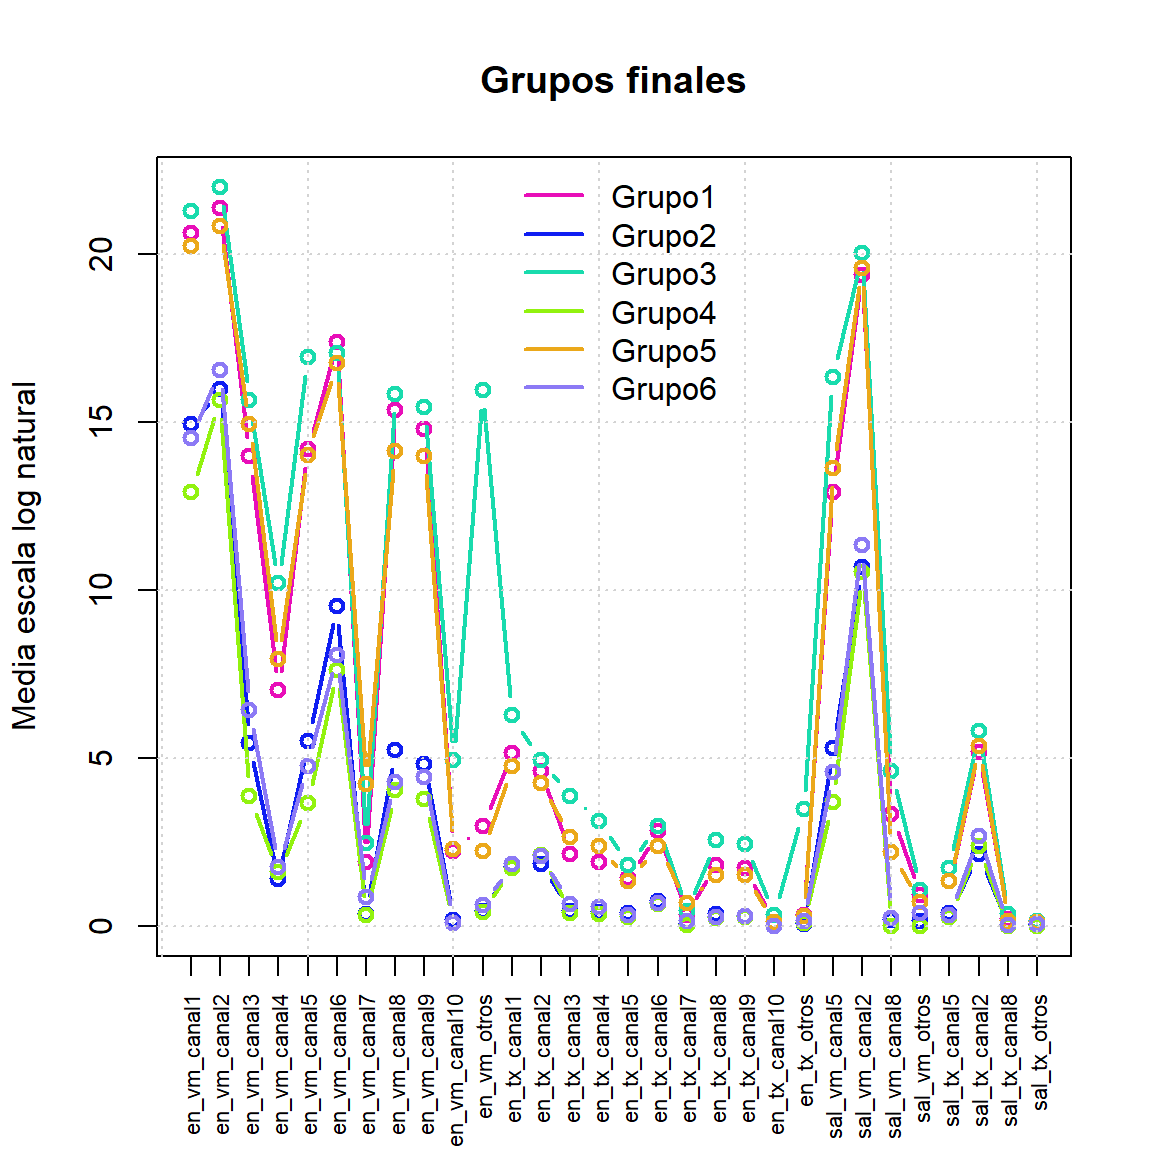 Grupos finales
Media escala log natural
20
15
10
5
0
Grupo1
Grupo2
Grupo3
Grupo4
Grupo5
Grupo6
en_vm_canal1
en_vm_canal2
en_vm_canal3
en_vm_canal4
en_vm_canal5
en_vm_canal6
en_vm_canal7
en_vm_canal8
en_vm_canal9
en_vm_canal10
en_vm_otros
en_tx_canal1
en_tx_canal2
en_tx_canal3
en_tx_canal4
en_tx_canal5
en_tx_canal6
en_tx_canal7
en_tx_canal8
en_tx_canal9
en_tx_canal10
en_tx_otros
sal_vm_canal5
sal_vm_canal2
sal_vm_canal8
sal_vm_otros
sal_tx_canal5
sal_tx_canal2
sal_tx_canal8
sal_tx_otros